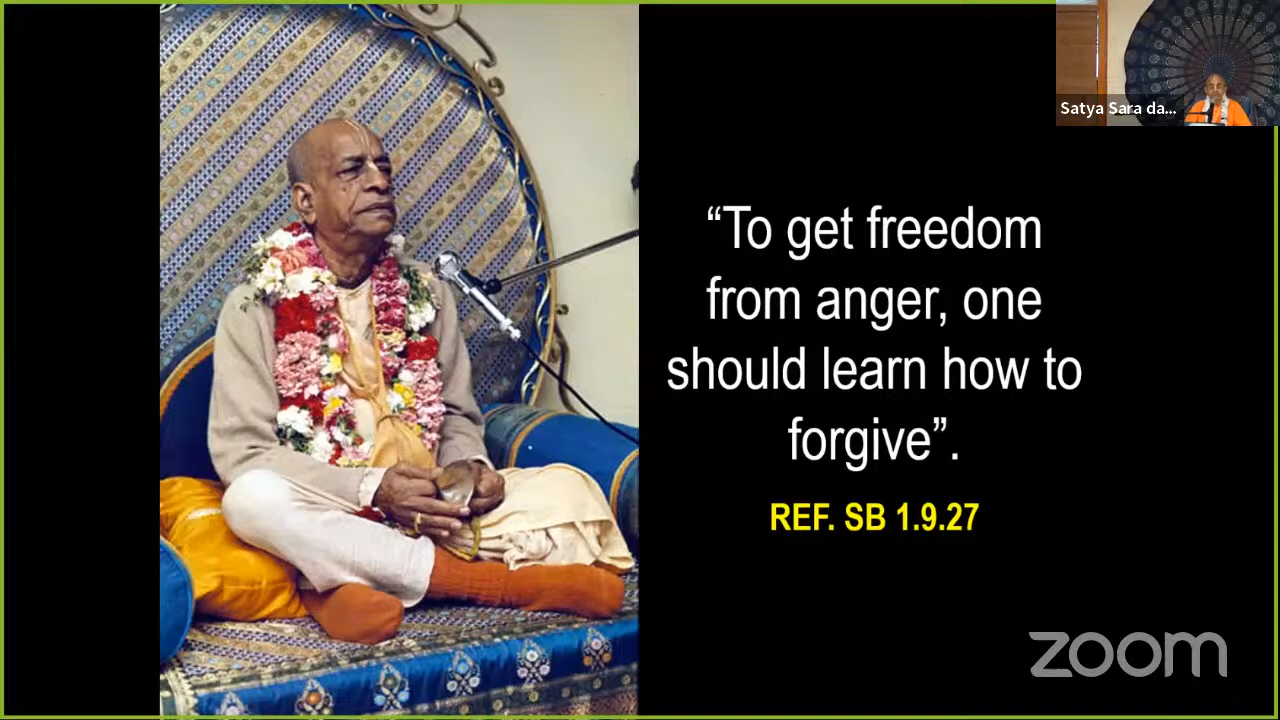 Satya Sara da...
“To get freedom
from anger, one
should learn how to
forgive”.
REF. SB 1.9.27
zoom